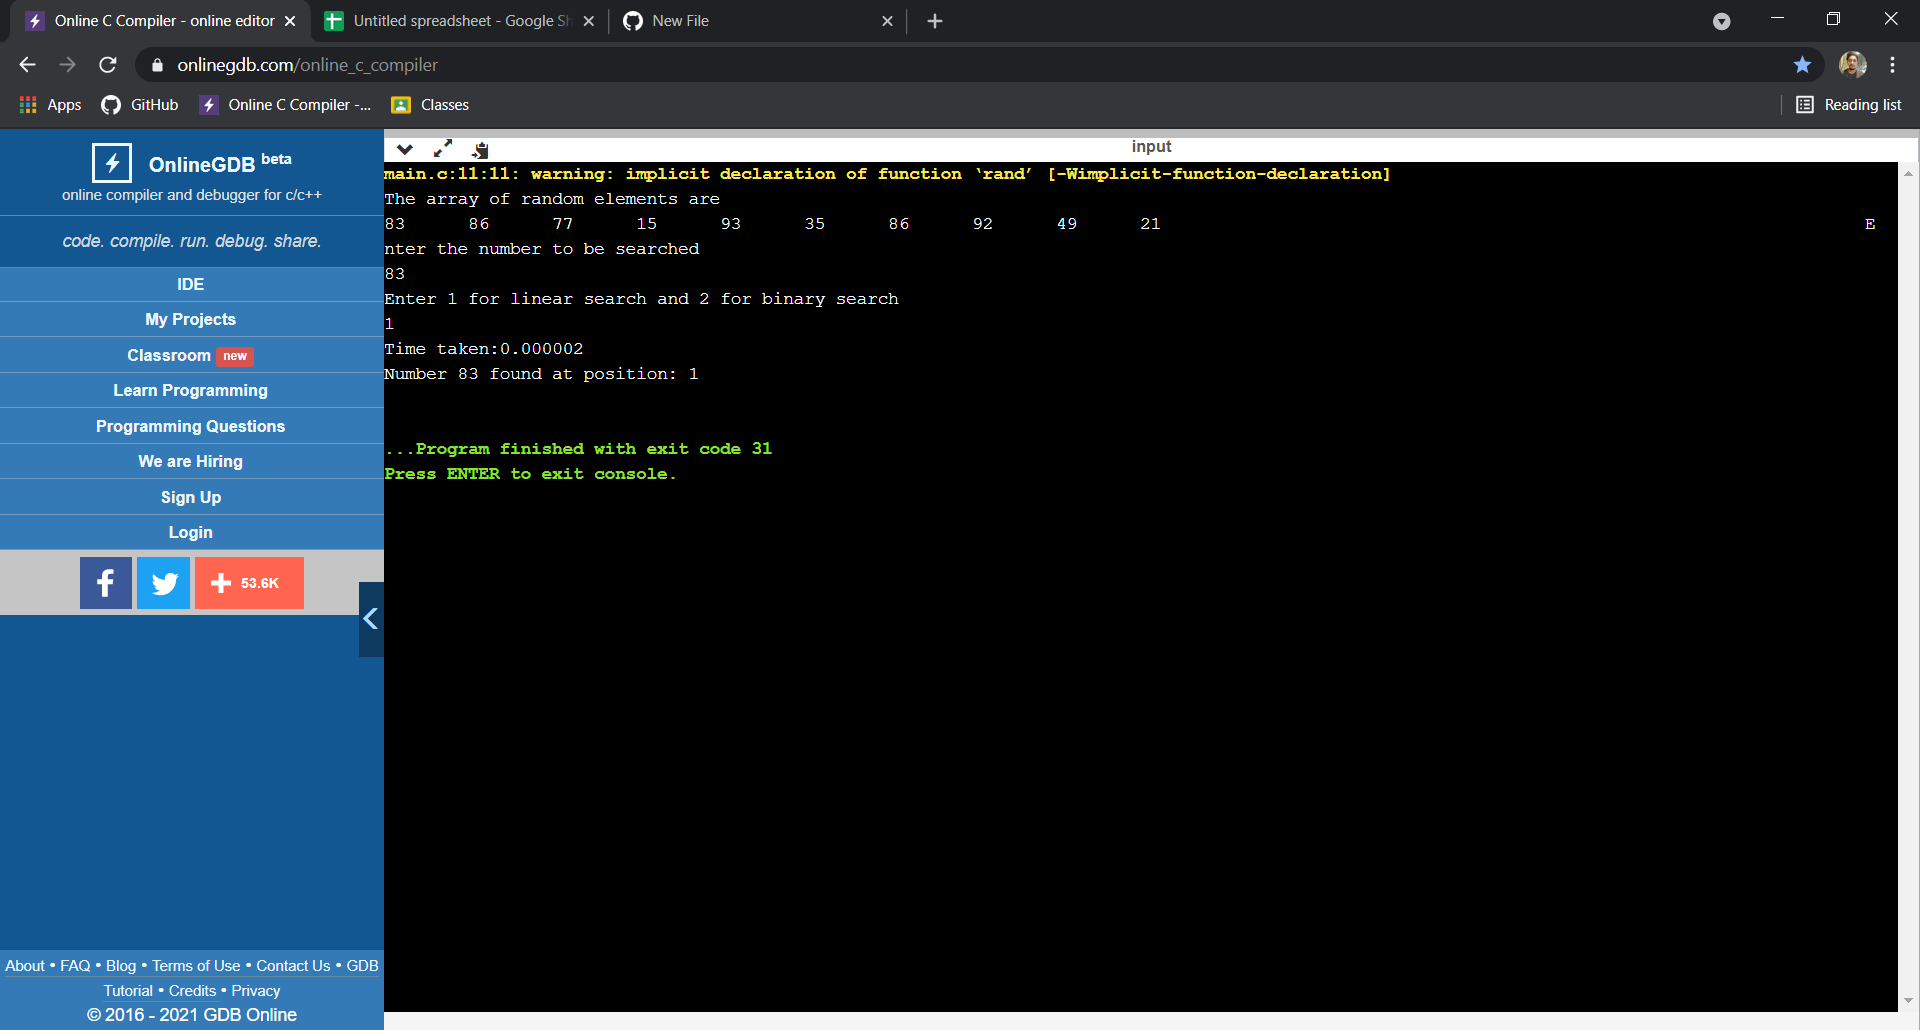 Online C Compiler - online editor
Untitled spreadsheet - Google Sh
New File
onlinegdb.com/online_c_compiler
Apps
GitHub
Online C Compiler -...
Classes
Reading list
OnlineGDB beta
online compiler and debugger for c/c++
code. compile. run. debug. share.
IDE
My Projects
Classroom new
Learn Programming
Programming Questions
We are Hiring
Sign Up
Login
53.6K
About • FAQ • Blog • Terms of Use • Contact Us • GDB
Tutorial • Credits • Privacy
© 2016 - 2021 GDB Online
input
main.c:11:11: warning: implicit declaration of function ‘rand’ [-Wimplicit-function-declaration]
The array of random elements are
83 86 77 15 93 35 86 92 49 21 E
nter the number to be searched
83
Enter 1 for linear search and 2 for binary search
1
Time taken:0.000002
Number 83 found at position: 1
...Program finished with exit code 31
Press ENTER to exit console.